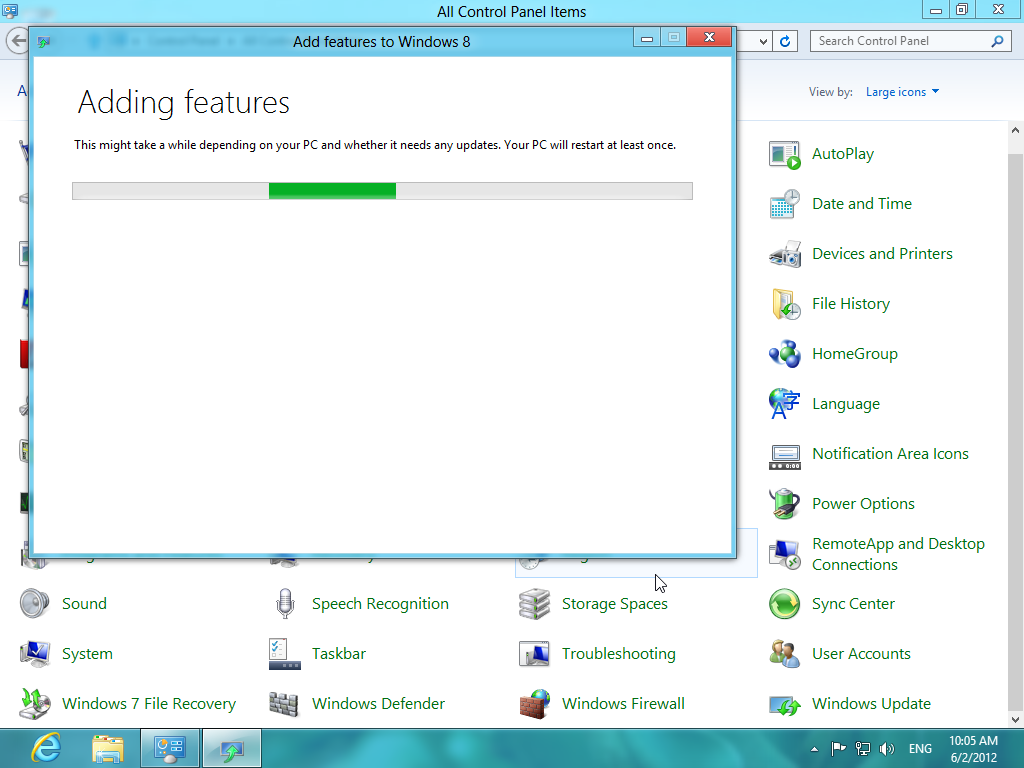 All Control Panel Items
Add features to Windows 8
Search Control Panel
Adding features
View by: Large icons
This might take a while depending on your PC and whether it needs any updates. Your PC will restart at least once.
AutoPlay
Date and Time
Devices and Printers
File History
HomeGroup
Language
Notification Area Icons
Power Options
RemoteApp and Desktop
Connections
Sound
Speech Recognition
Storage Spaces
Sync Center
System
Taskbar
Troubleshooting
User Accounts
Windows 7 File Recovery
Windows Defender
Windows Firewall
Windows Update
ENG
10:05 AM
6/2/2012